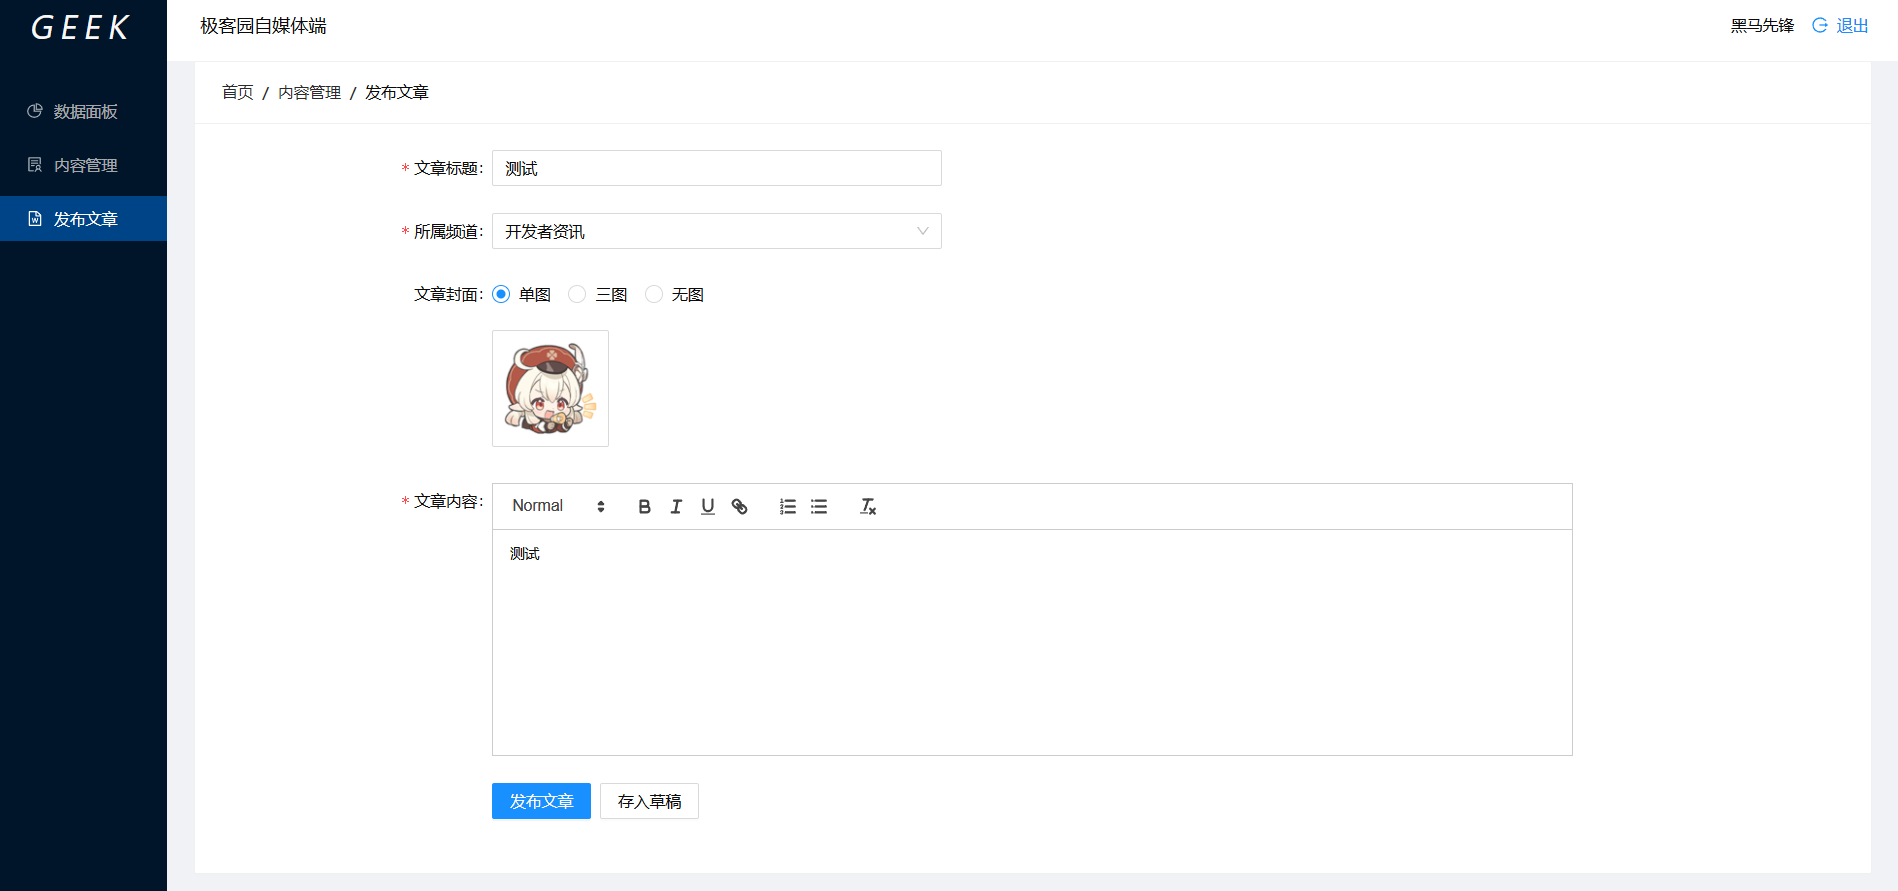 GEEK
极客园自媒体端
黑马先锋 退出
数据面板
内容管理
发布文章
首页 / 内容管理 / 发布文章
* 文章标题: 测试
* 所属频道: 开发者资讯
文章封面: 单图 三图 无图
* 文章内容: Normal
测试
发布文章 存入草稿